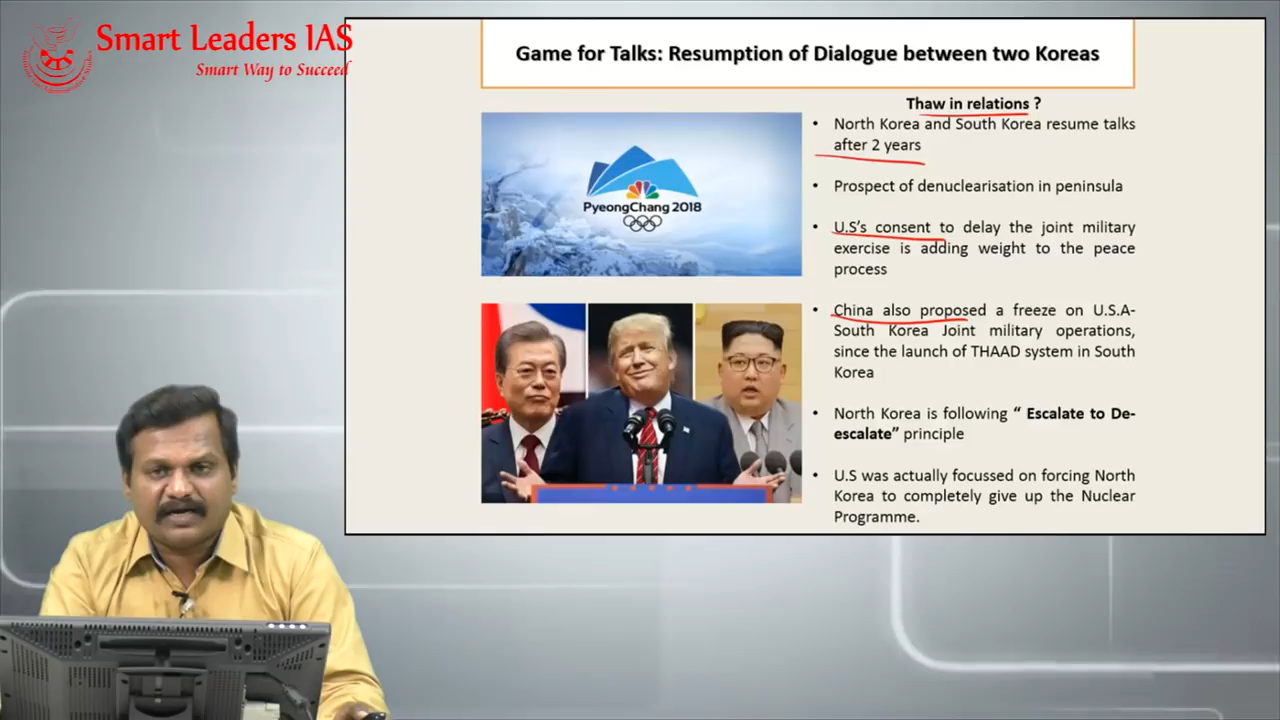 Smart Leaders IAS
Smart Way to Succeed
Game for Talks: Resumption of Dialogue between two Koreas
Thaw in relations ?
• North Korea and South Korea resume talks
after 2 years
• Prospect of denuclearisation in peninsula
• U.S's consent to delay the joint military
exercise is adding weight to the peace
process
• China also proposed a freeze on U.S.A-
South Korea Joint military operations,
since the launch of THAAD system in South
Korea
• North Korea is following “ Escalate to De-
escalate” principle
• U.S was actually focussed on forcing North
Korea to completely give up the Nuclear
Programme.
PyeongChang 2018